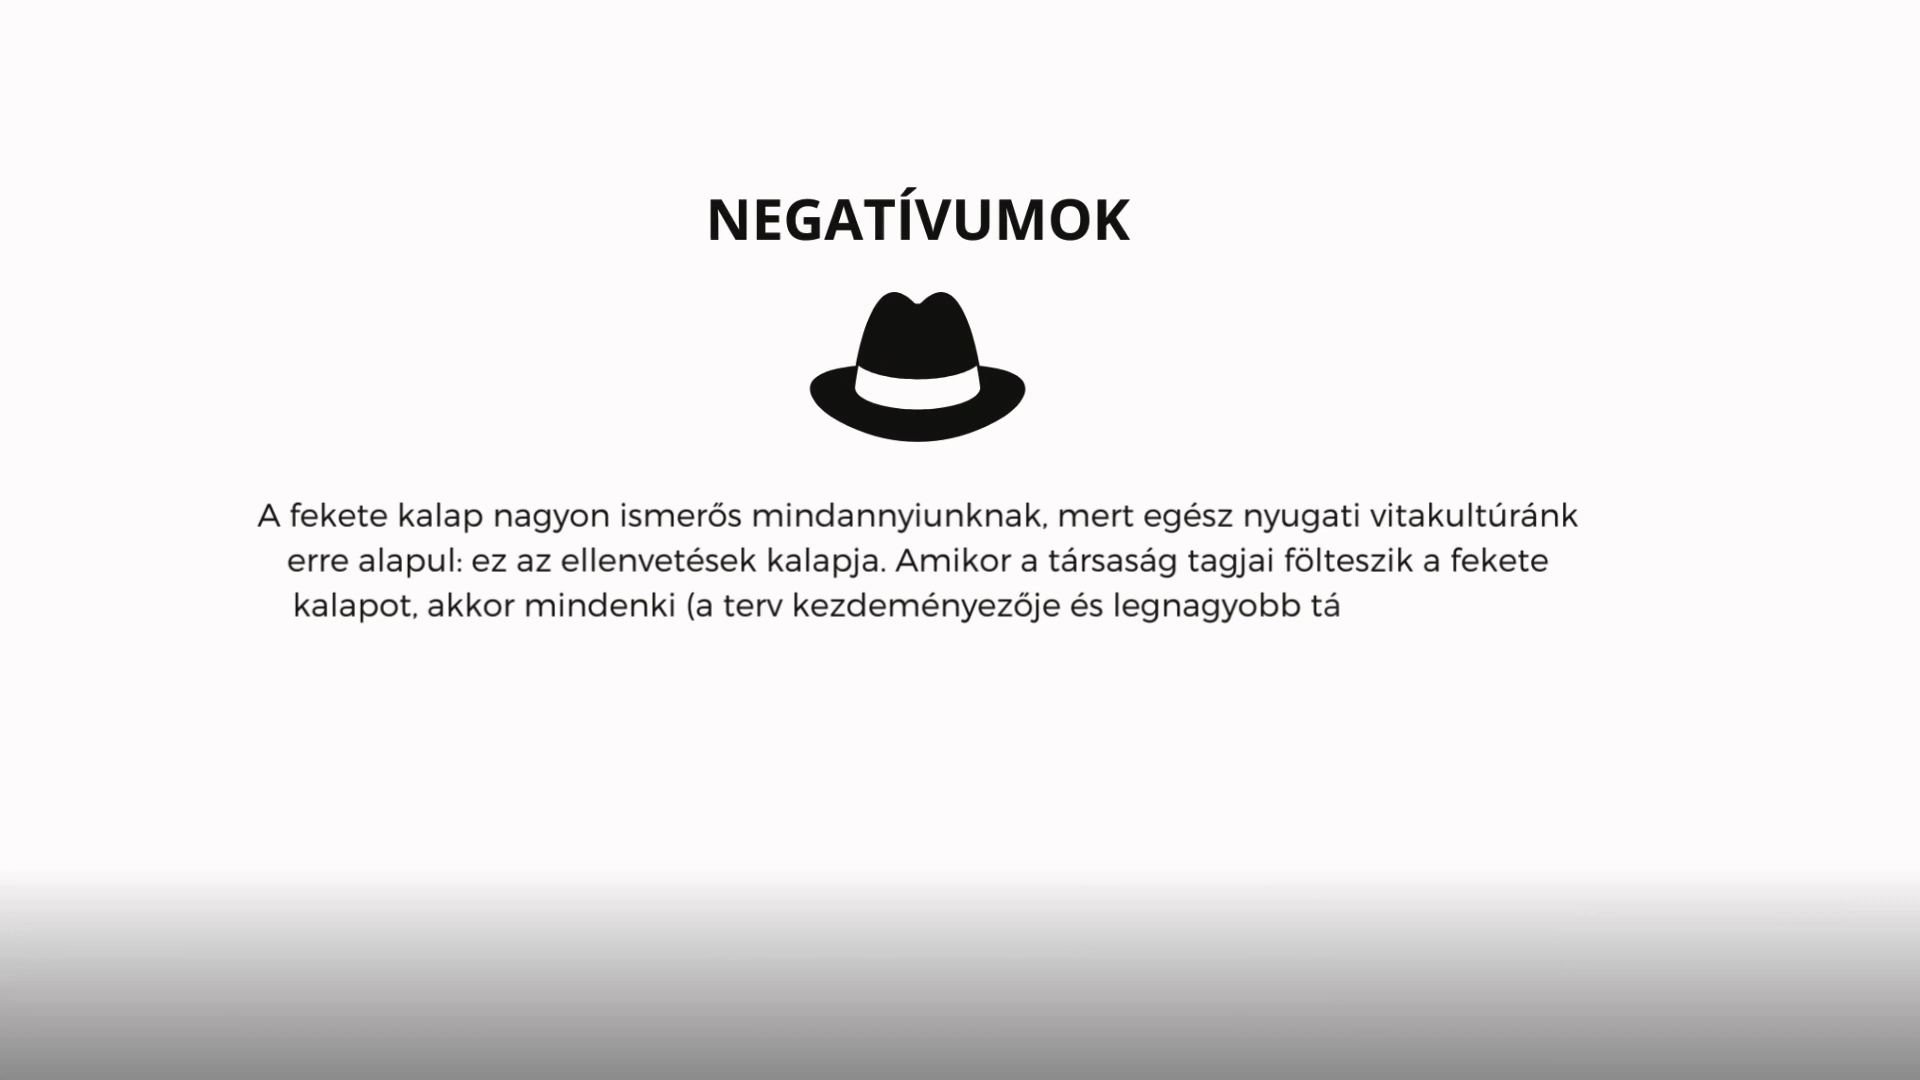 NEGATÍVUMOK
A fekete kalap nagyon ismerős mindannyiunknak, mert egész nyugati vitakultúránk
erre alapul: ez az ellenvetések kalapja. Amikor a társaság tagjai fölteszik a fekete
kalapot, akkor mindenki (a terv kezdeményezője és legnagyobb tá